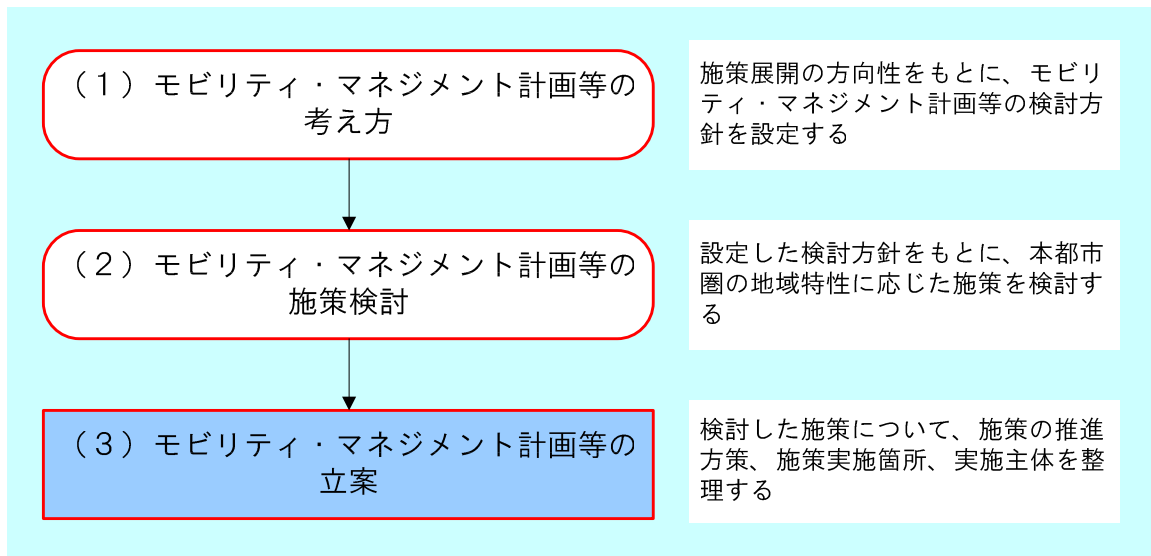 （１）モビリティ・マネジメント計画等の
考え方
施策展開の方向性をもとに、モビリ
ティ・マネジメント計画等の検討方
針を設定する
（２）モビリティ・マネジメント計画等の
施策検討
設定した検討方針をもとに、本都市
圏の地域特性に応じた施策を検討す
る
（３）モビリティ・マネジメント計画等の
立案
検討した施策について、施策の推進
方策、施策実施箇所、実施主体を整
理する